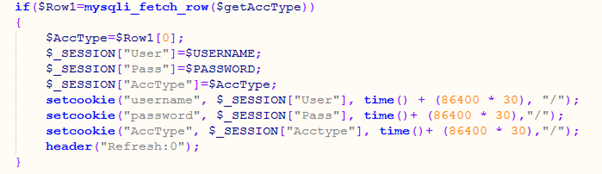 if($Row1=mysqli_fetch_row($getAccType))
{
$AccType=$Row1[0];
$_SESSION["User"]=$USERNAME;
$_SESSION["Pass"]=$PASSWORD;
$_SESSION["AccType"]=$AccType;
setcookie("username", $_SESSION["User"], time() + (86400 * 30), "/");
setcookie("password", $_SESSION["Pass"], time()+ (86400 * 30),"/");
setcookie("AccType", $_SESSION["Acctype"], time()+ (86400 * 30),"/");
header("Refresh:0");
}